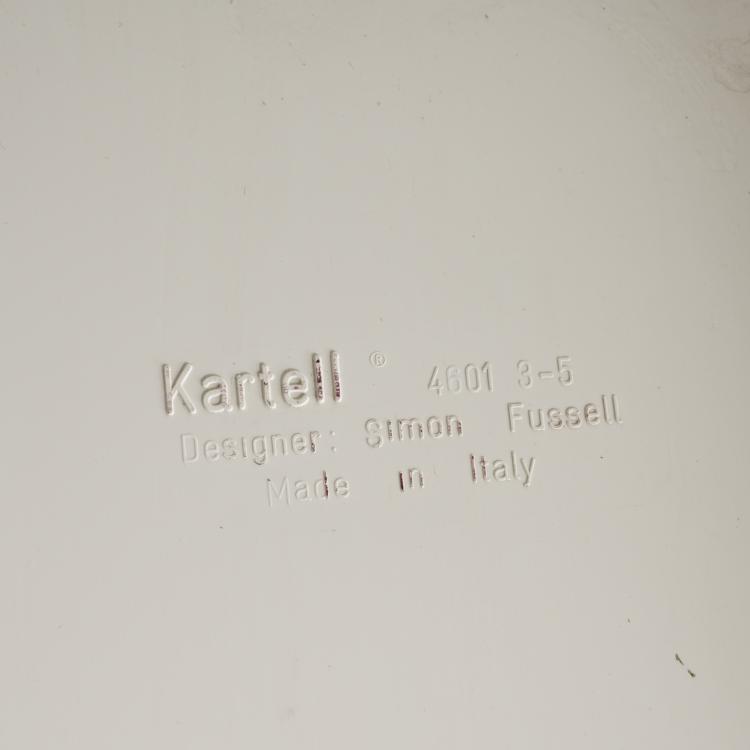 Kartell ® 4601 3-5
Designer: simon Fussell
Made in Italy